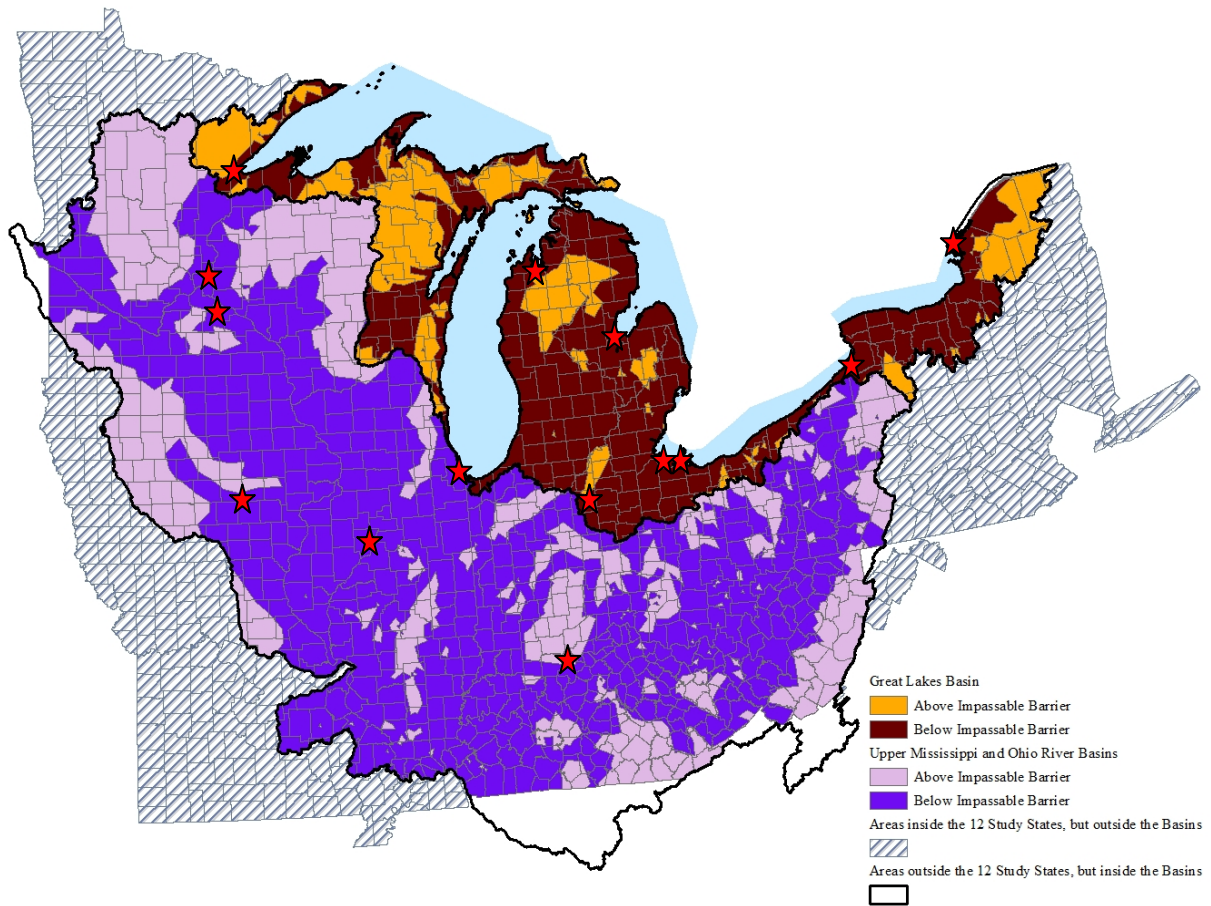 Great Lakes Basin
Above Impassable Barrier
Below Impassable Barrier
Upper Mississippi and Ohio River Basins
Above Impassable Barrier
Below Impassable Barrier
Areas inside the 12 Study States, but outside the Basins
Areas outside the 12 Study States, but inside the Basins